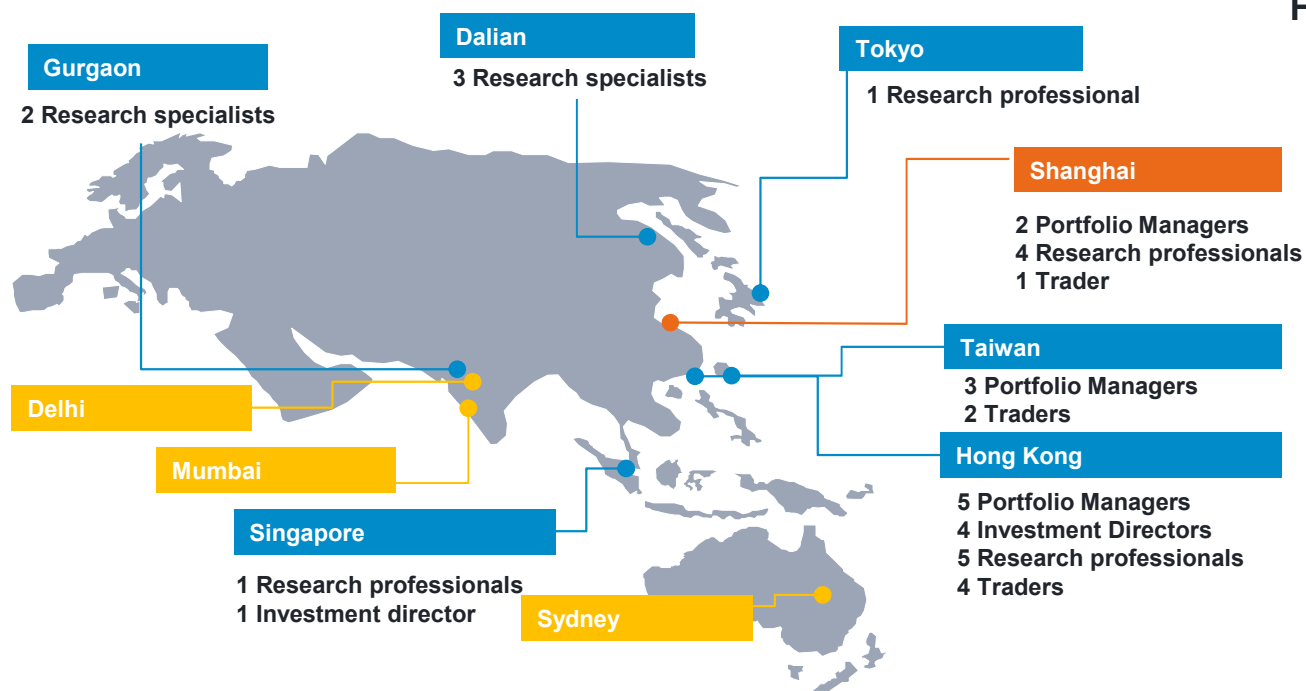 Gurgaon
2 Research specialists
Dalian
3 Research specialists
Tokyo
1 Research professional
Shanghai
2 Portfolio Managers
4 Research professionals
1 Trader
Taiwan
3 Portfolio Managers
2 Traders
Hong Kong
5 Portfolio Managers
4 Investment Directors
5 Research professionals
4 Traders
Delhi
Mumbai
Singapore
1 Research professionals
1 Investment director
Sydney